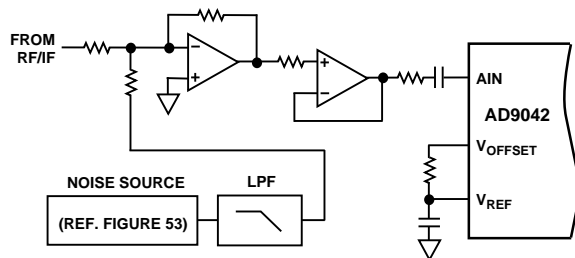 FROM
RF/IF
−
+
+
−
AIN
AD9042
VOFFSET
VREF
NOISE SOURCE
(REF. FIGURE 53)
LPF